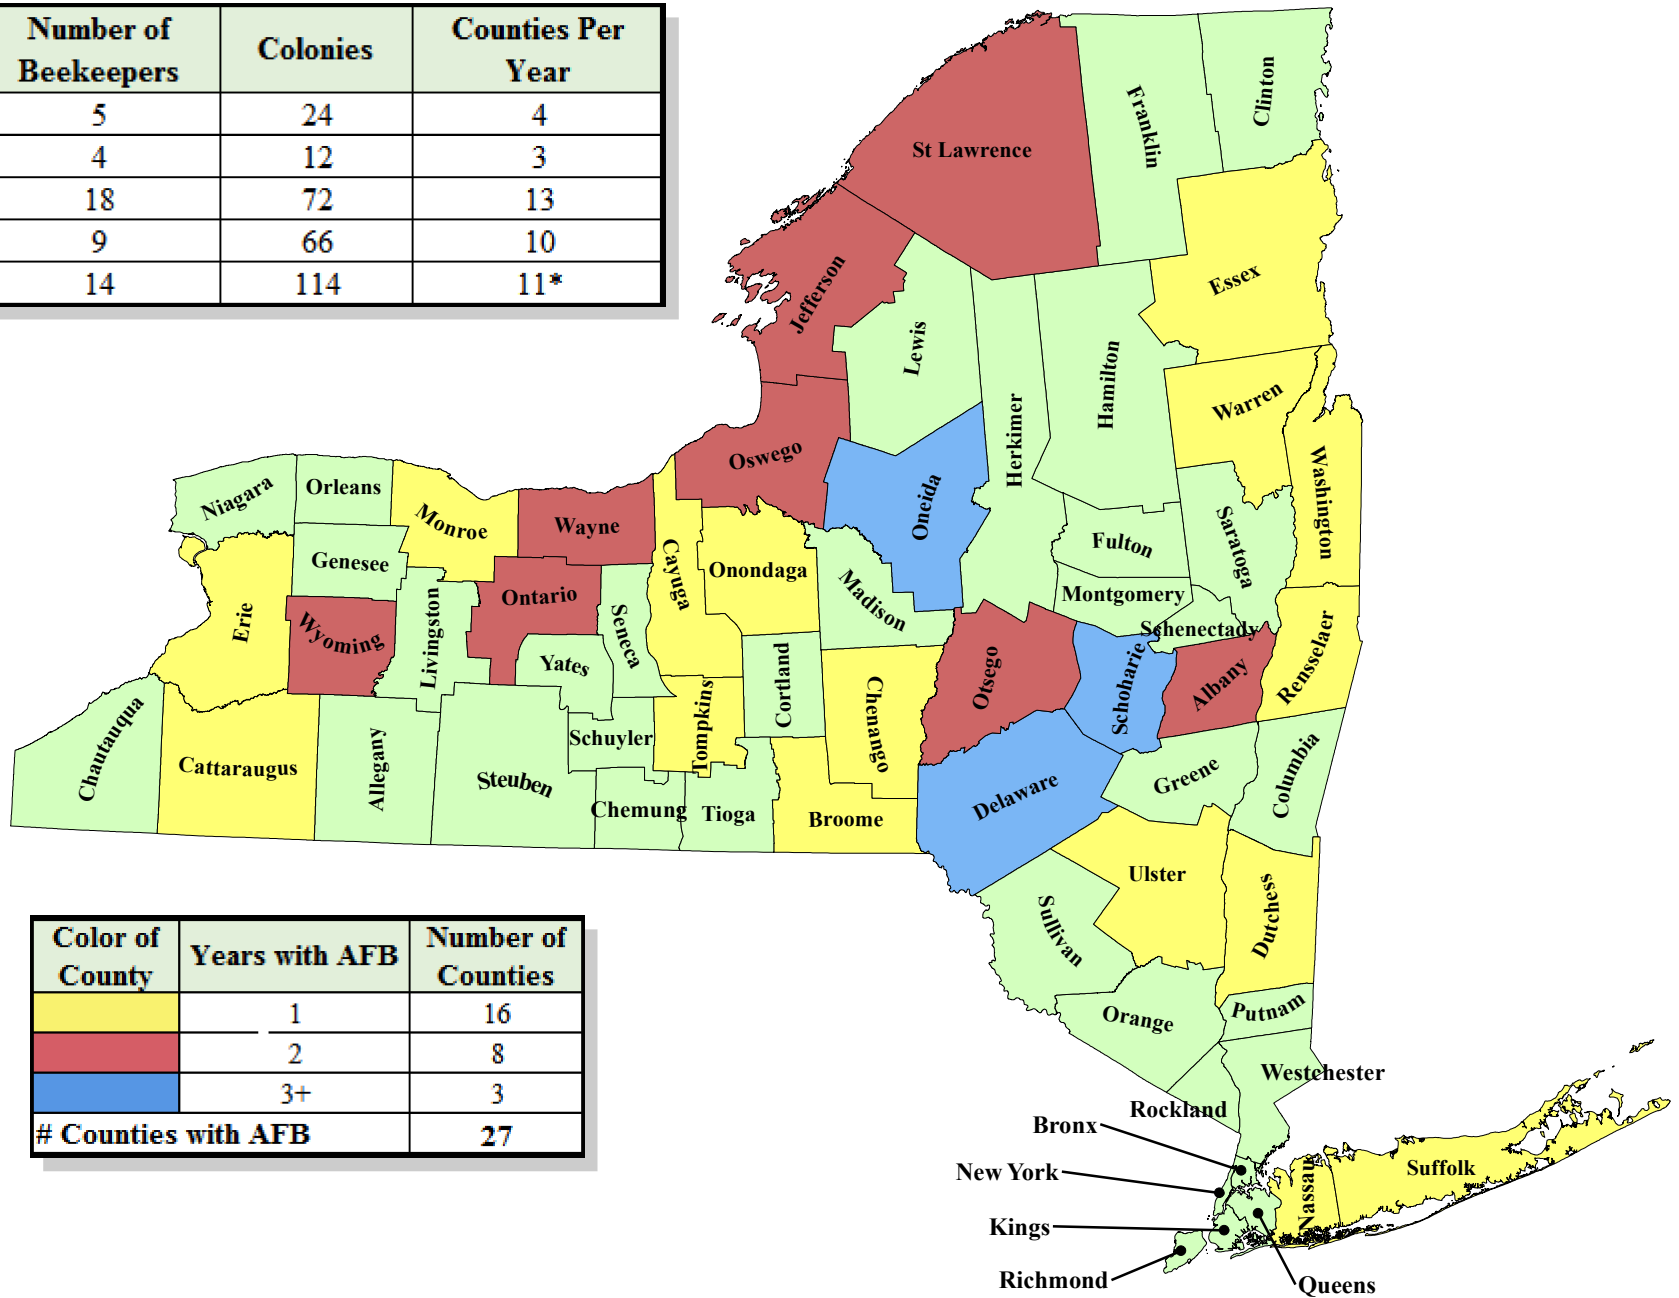 Number of Beekeepers
Colonies
Counties Per Year
5 24 4
4 12 3
18 72 13
9 66 10
14 114 11*
St Lawrence
Franklin
Clinton
Essex
Jefferson
Lewis
Hamilton
Herkimer
Warren
Washington
Oswego
Oneida
Niagara
Orleans
Monroe
Wayne
Cayuga
Onondaga
Madison
Fulton
Saratoga
Montgomery
Schenectady
Genesee
Erie
Wyoming
Livingston
Ontario
Yates
Seneca
Cortland
Chenango
Otsego
Schoharie
Albany
Rensselaer
Chautauqua
Cattaraugus
Allegany
Steuben
Schuyler
Chemung
Tompkins
Tioga
Broome
Delaware
Greene
Columbia
Ulster
Dutchess
Sullivan
Orange
Putnam
Westchester
Rockland
Bronx
New York
Kings
Richmond
Queens
Nassau
Suffolk
Color of County
Years with AFB
Number of Counties
1 16
2 8
3+ 3
# Counties with AFB 27